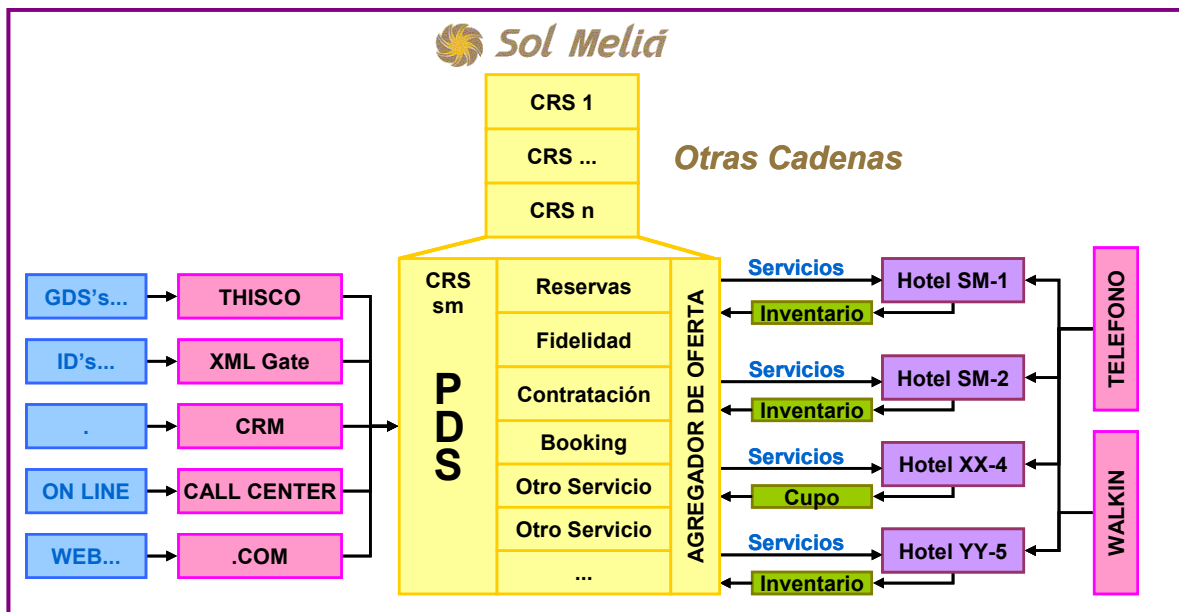 Sol Meliá
CRS 1
CRS ...
Otras Cadenas
CRS n
GDS's...
THISCO
ID's...
XML Gate
.
CRM
ON LINE
CALL CENTER
WEB...
.COM
CRS
sm
PDS
Reservas
Fidelidad
Contratación
Booking
Otro Servicio
Otro Servicio
...
AGREGADOR DE OFERTA
Servicios
Hotel SM-1
Inventario
Servicios
Hotel SM-2
Inventario
Servicios
Hotel XX-4
Cupo
Servicios
Hotel YY-5
Inventario
TELEFONO
WALKIN